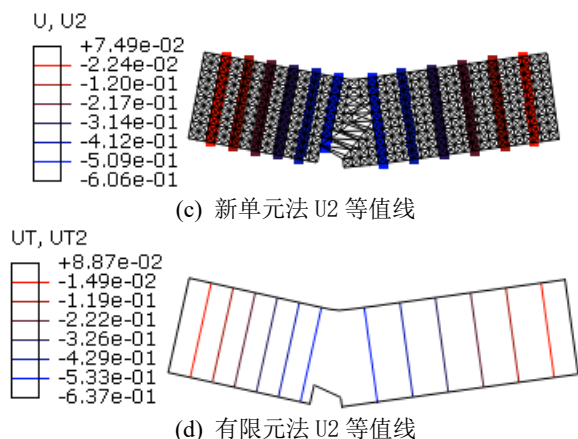 U, U2
+7.49e-02
-2.24e-02
-1.20e-01
-2.17e-01
-3.14e-01
-4.12e-01
-5.09e-01
-6.06e-01
(c) 新单元法 U2 等值线
UT, UT2
+8.87e-02
-1.49e-02
-1.19e-01
-2.22e-01
-3.26e-01
-4.29e-01
-5.33e-01
-6.37e-01
(d) 有限元法 U2 等值线